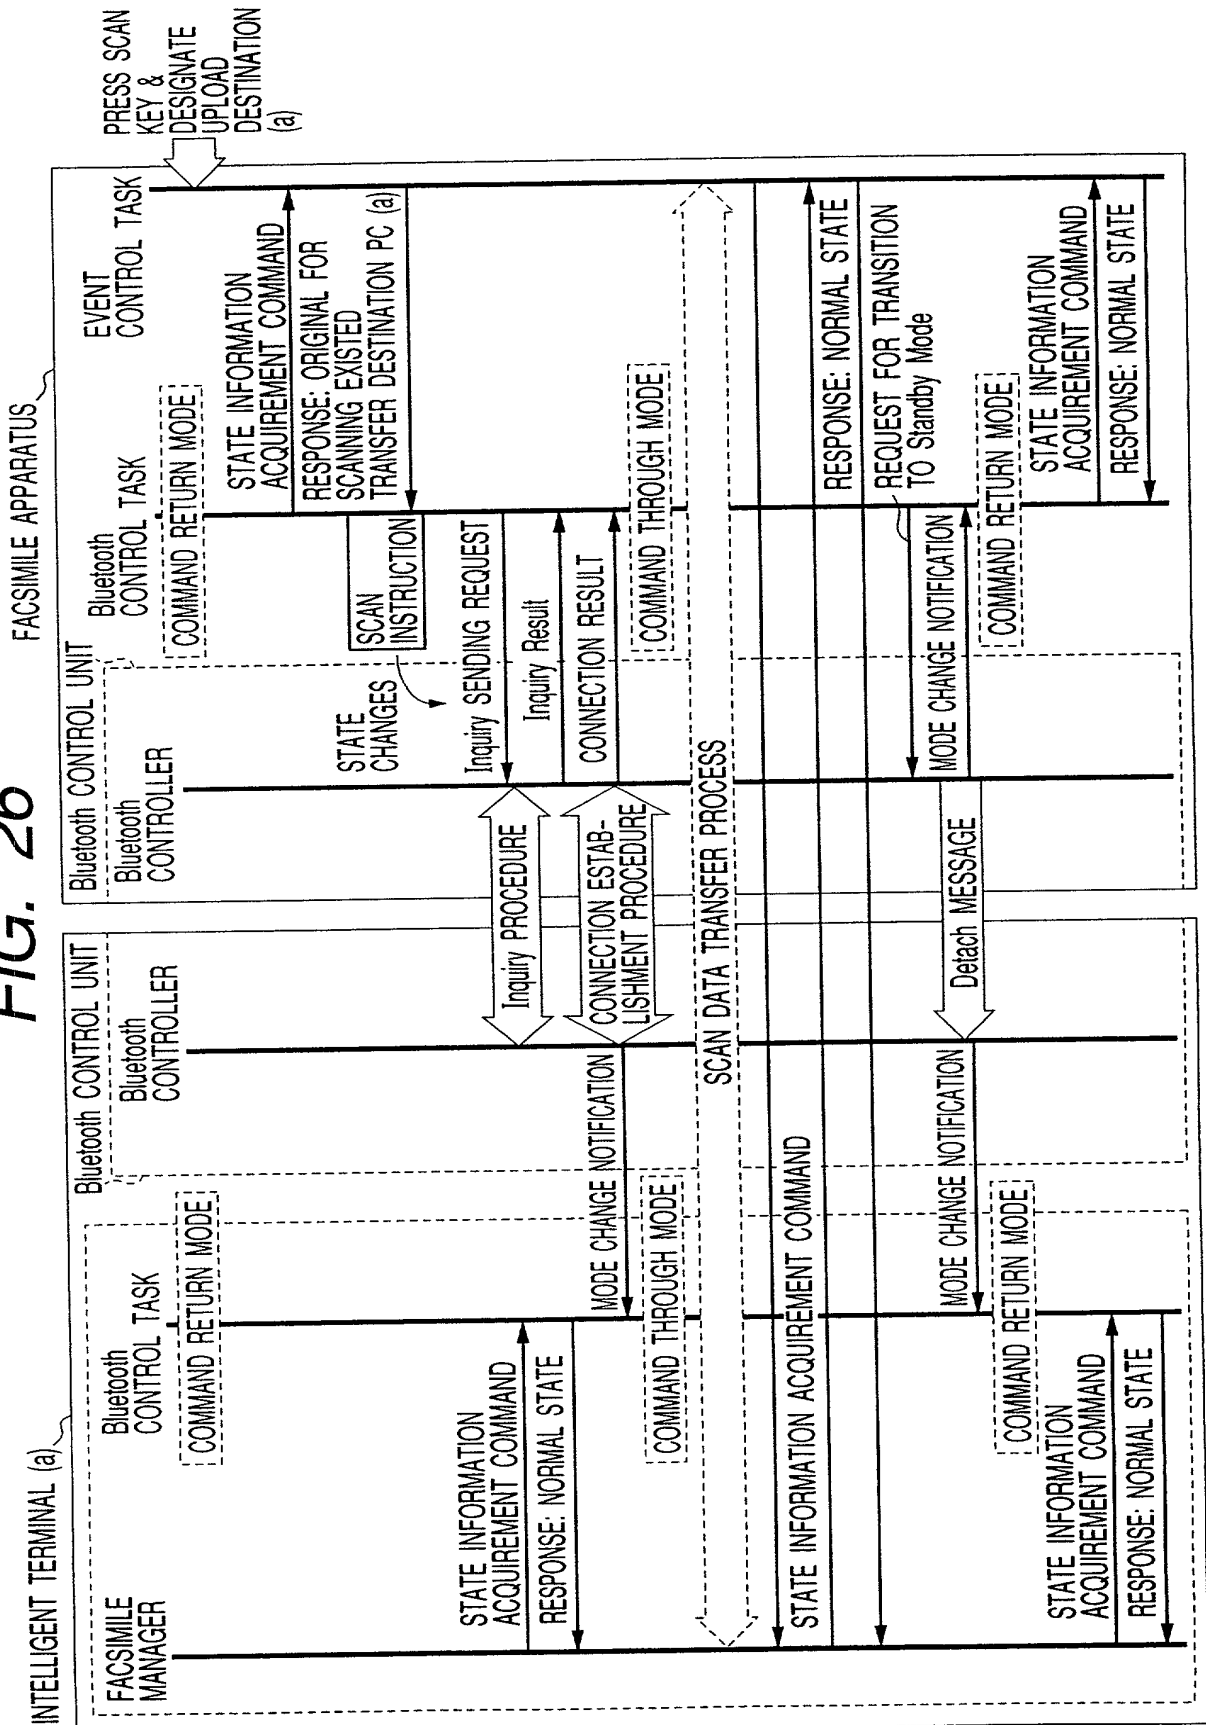 FIG. 26
INTELLIGENT TERMINAL (a)
FACSIMILE APPARATUS
Bluetooth CONTROL UNIT
Bluetooth CONTROL UNIT
FACSIMILE
MANAGER
Bluetooth
CONTROL TASK
Bluetooth
CONTROLLER
Bluetooth
CONTROLLER
Bluetooth
CONTROL TASK
EVENT
CONTROL TASK
PRESS SCAN
KEY &
DESIGNATE
UPLOAD
DESTINATION
(a)
COMMAND RETURN MODE
COMMAND RETURN MODE
STATE INFORMATION
ACQUIREMENT COMMAND
RESPONSE: ORIGINAL FOR
SCANNING EXISTED
TRANSFER DESTINATION PC (a)
SCAN
INSTRUCTION
STATE
CHANGES
Inquiry SENDING REQUEST
STATE INFORMATION
ACQUIREMENT COMMAND
Inquiry PROCEDURE
Inquiry Result
RESPONSE: NORMAL STATE
CONNECTION ESTAB-
LISHMENT PROCEDURE
CONNECTION RESULT
MODE CHANGE NOTIFICATION
COMMAND THROUGH MODE
COMMAND THROUGH MODE
SCAN DATA TRANSFER PROCESS
STATE INFORMATION ACQUIREMENT COMMAND
RESPONSE: NORMAL STATE
REQUEST FOR TRANSITION
TO Standby Mode
MODE CHANGE NOTIFICATION
Detach MESSAGE
MODE CHANGE NOTIFICATION
COMMAND RETURN MODE
COMMAND RETURN MODE
STATE INFORMATION
ACQUIREMENT COMMAND
RESPONSE: NORMAL STATE
STATE INFORMATION
ACQUIREMENT COMMAND
RESPONSE: NORMAL STATE